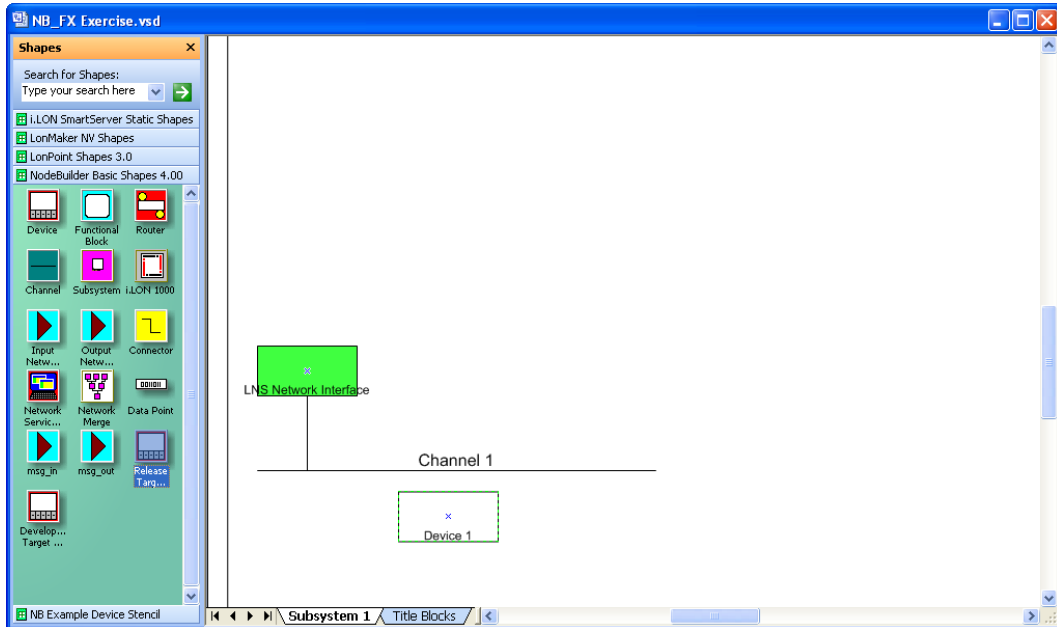 NB_FX Exercise.vsd
Shapes
Search for Shapes:
Type your search here
i.LON SmartServer Static Shapes
LonMaker NV Shapes
LonPoint Shapes 3.0
NodeBuilder Basic Shapes 4.00
Device
Functional Block
Router
Channel
Subsystem
i.LON 1000
Input Netw...
Output Netw...
Connector
Network Servic...
Network Merge
Data Point
msg_in
msg_out
Release Targ...
Develop... Target ...
NB Example Device Stencil
LNS Network Interface
Channel 1
Device 1
Subsystem 1
Title Blocks